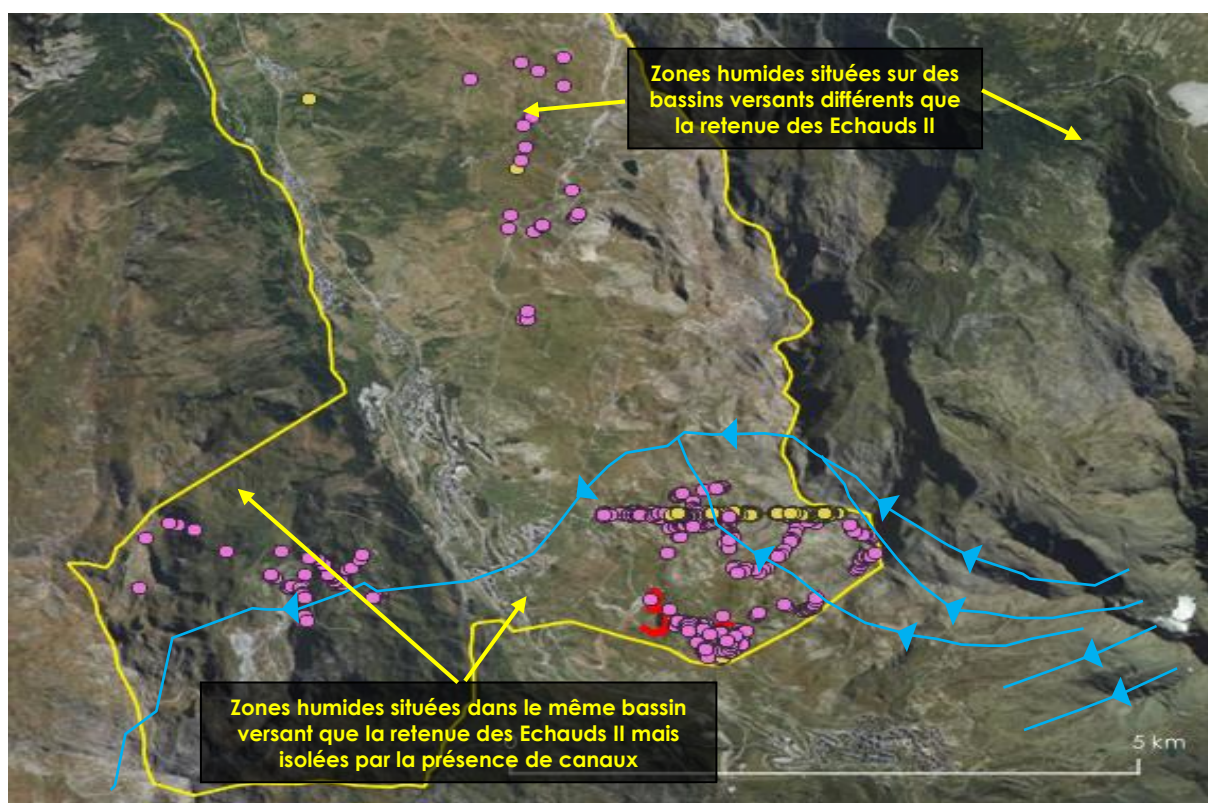 Zones humides situées sur des
bassins versants différents que
la retenue des Echauds II
Zones humides situées dans le même bassin
versant que la retenue des Echauds II mais
isolées par la présence de canaux
5 km